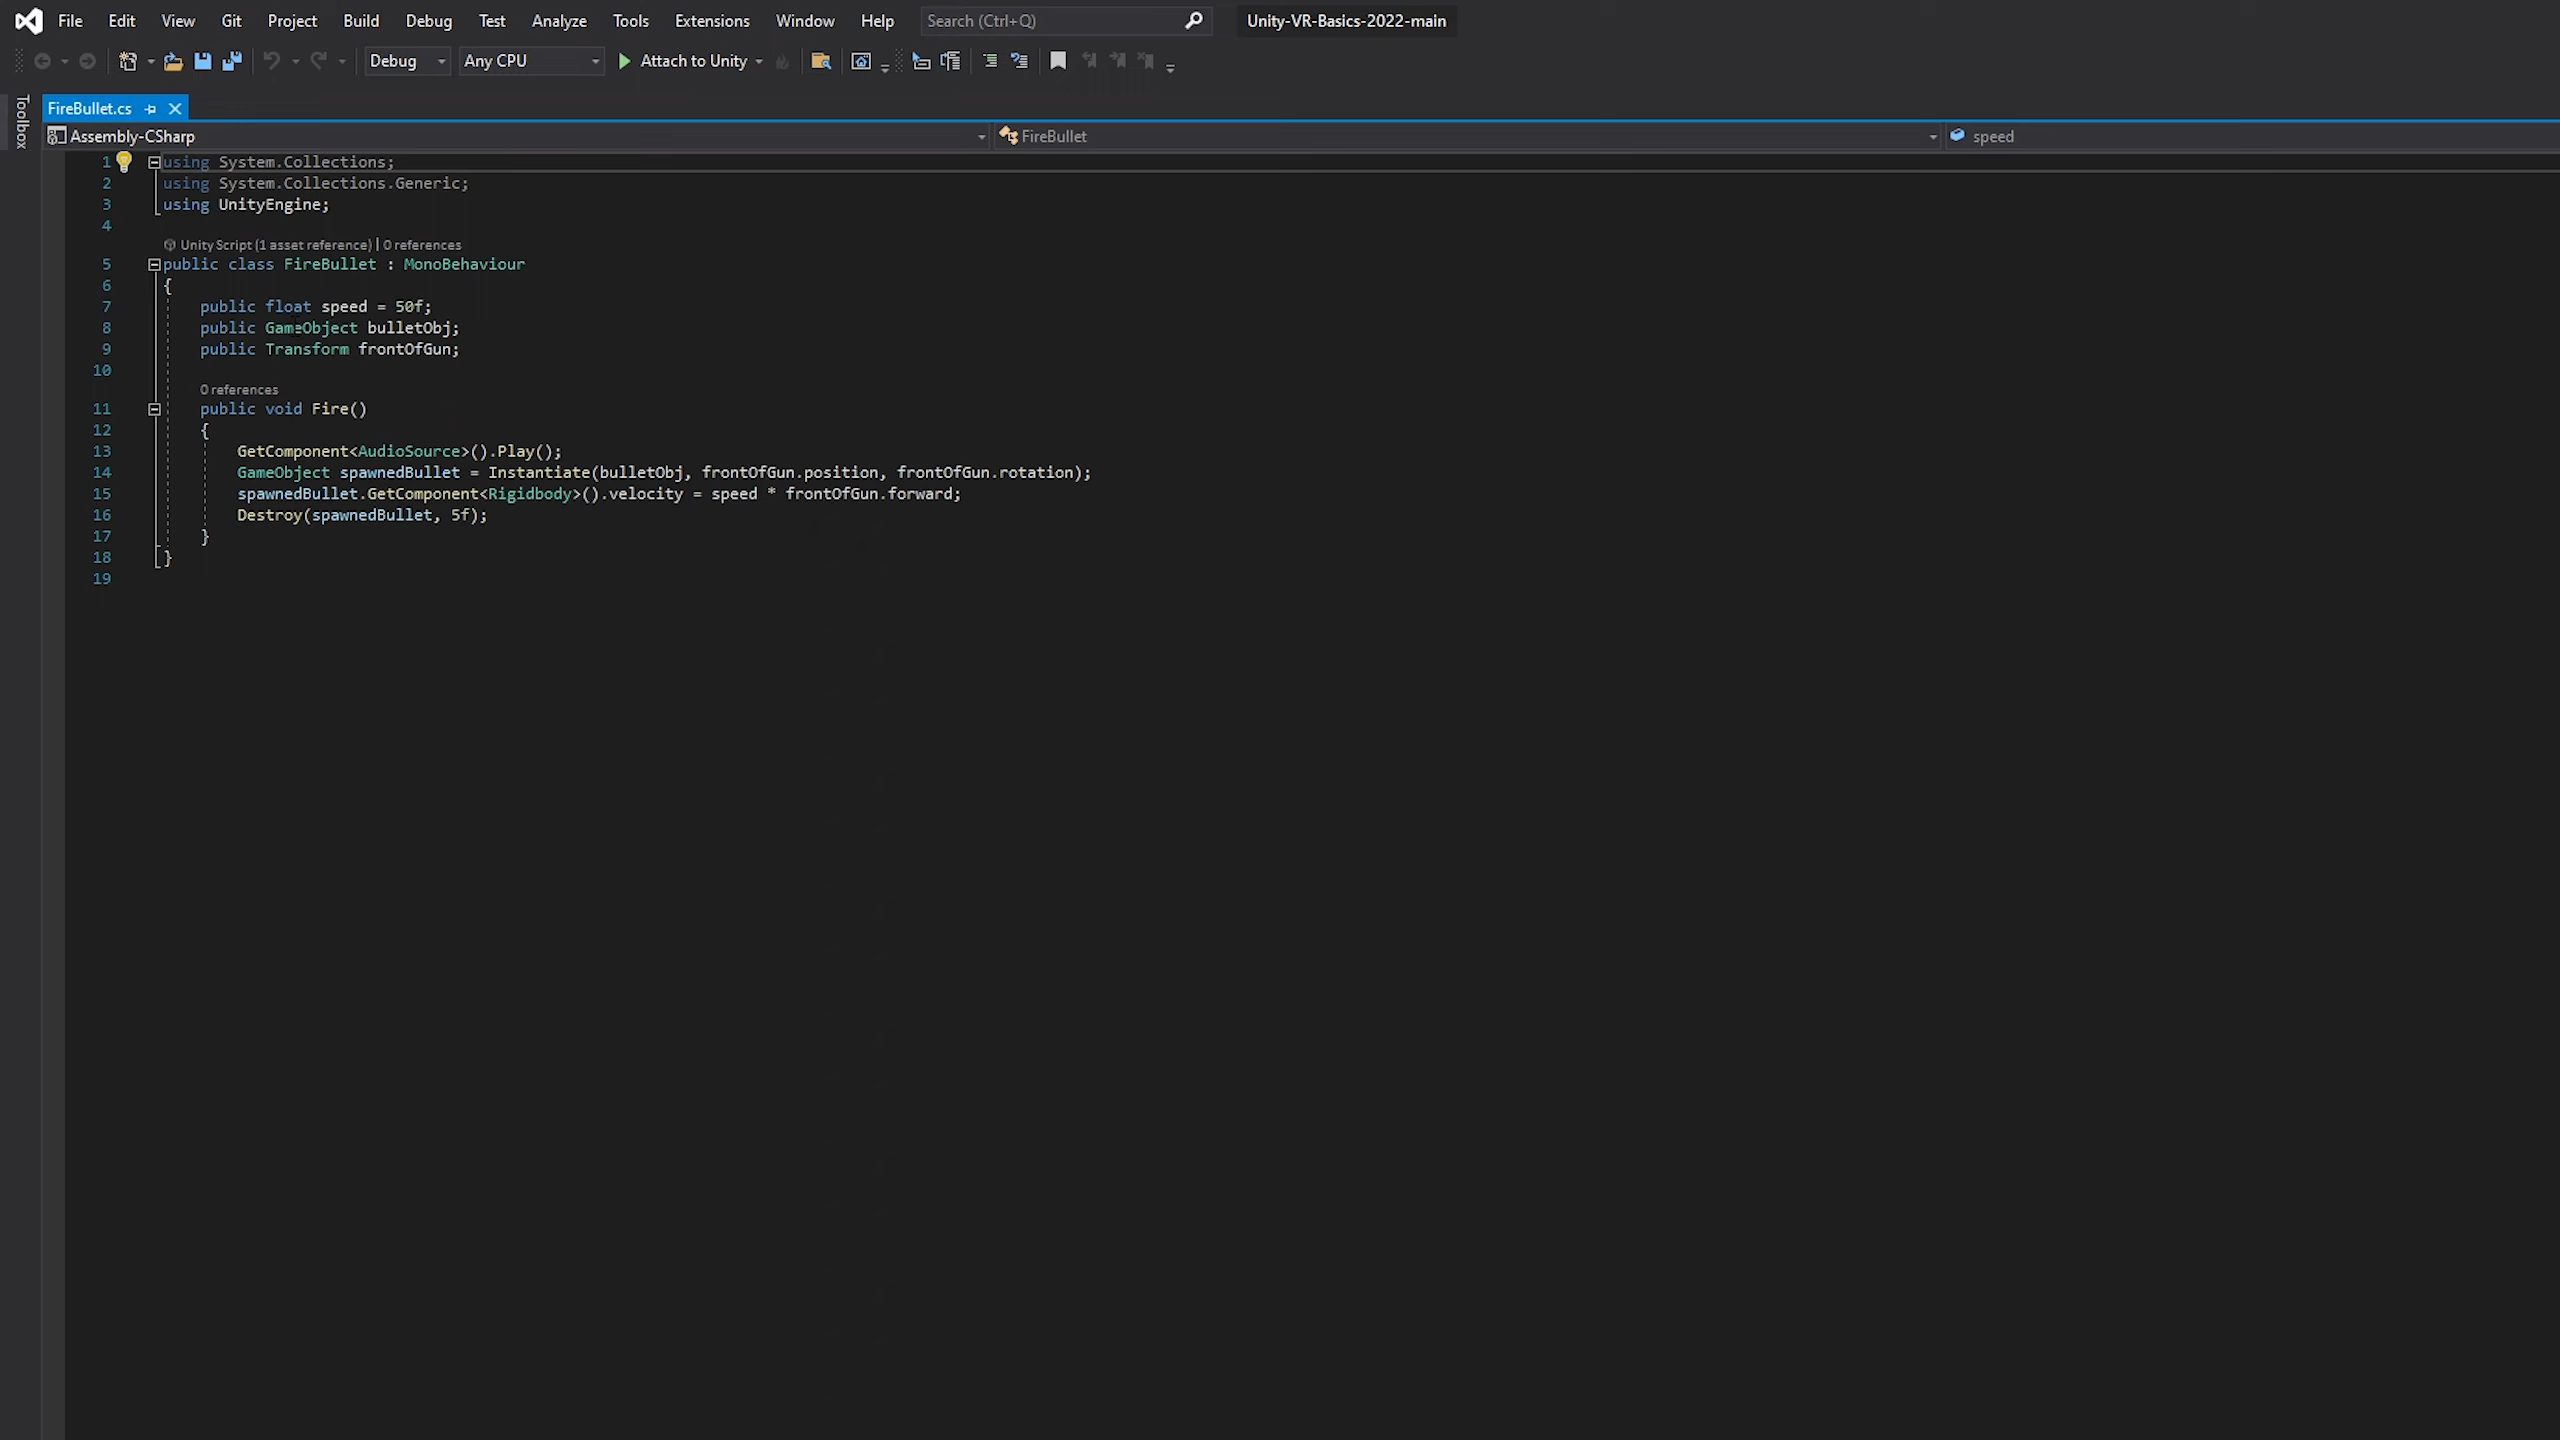 File Edit View Git Project Build Debug Test Analyze Tools Extensions Window Help Search (Ctrl+Q) Unity-VR-Basics-2022-main
Debug Any CPU Attach to Unity
Toolbox
FireBullet.cs
Assembly-CSharp FireBullet speed
1 using System.Collections;
2 using System.Collections.Generic;
3 using UnityEngine;
4
Unity Script (1 asset reference) | 0 references
5 public class FireBullet : MonoBehaviour
6 {
7 public float speed = 50f;
8 public GameObject bulletObj;
9 public Transform frontOfGun;
10
0 references
11 public void Fire()
12 {
13 GetComponent<AudioSource>().Play();
14 GameObject spawnedBullet = Instantiate(bulletObj, frontOfGun.position, frontOfGun.rotation);
15 spawnedBullet.GetComponent<Rigidbody>().velocity = speed * frontOfGun.forward;
16 Destroy(spawnedBullet, 5f);
17 }
18 }
19